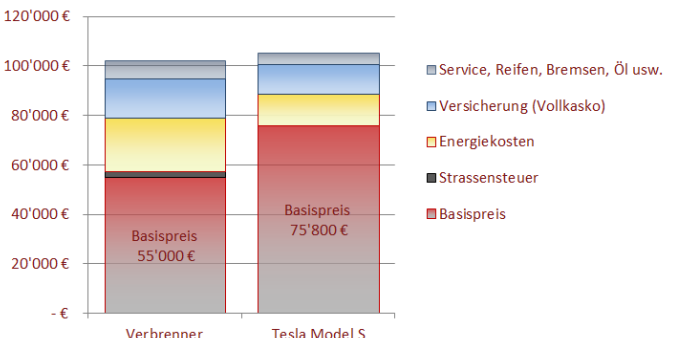 120'000 €
100'000 €
80'000 €
60'000 €
40'000 €
20'000 €
- €
Basispreis
55'000 €
Basispreis
75'800 €
Verbrenner
Tesla Model S
Service, Reifen, Bremsen, Öl usw.
Versicherung (Vollkasko)
Energiekosten
Strassensteuer
Basispreis